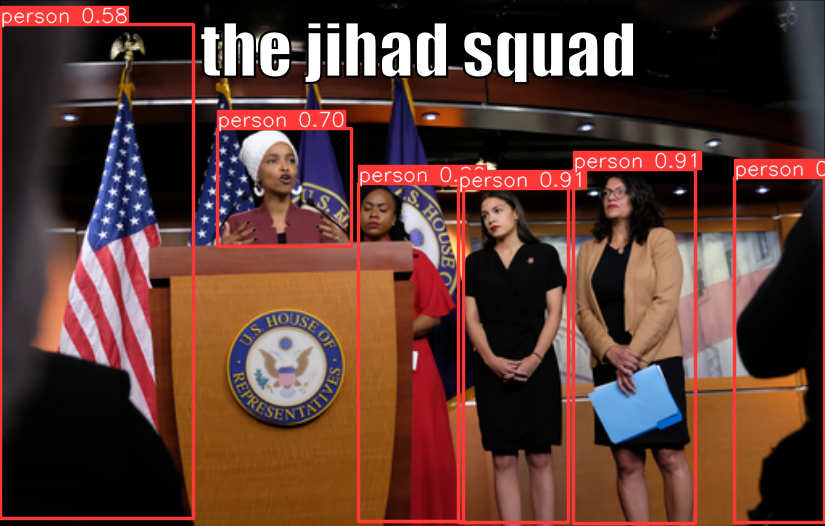 person 0.58
the jihad squad
person 0.70
person 0.91
person 0.91
person 0
person 0.
U.S. HOUSE OF
REPRESENTATIVES
U.S. HOUSE